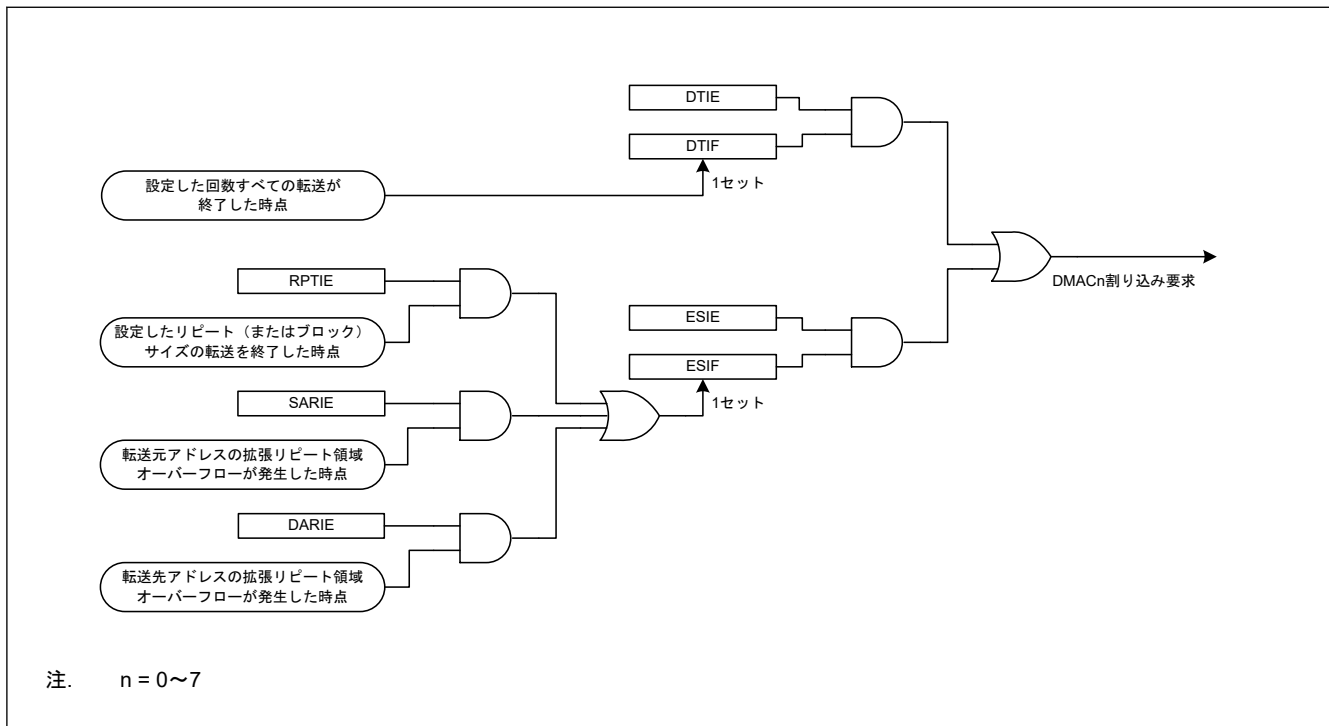 DTIE
DTIF
1セット
設定した回数すべての転送が
終了した時点
RPTIE
設定したリピート（またはブロック）
サイズの転送を終了した時点
SARIE
転送元アドレスの拡張リピート領域
オーバーフローが発生した時点
DARIE
転送先アドレスの拡張リピート領域
オーバーフローが発生した時点
ESIE
ESIF
1セット
DMACn割り込み要求
注. n = 0～7